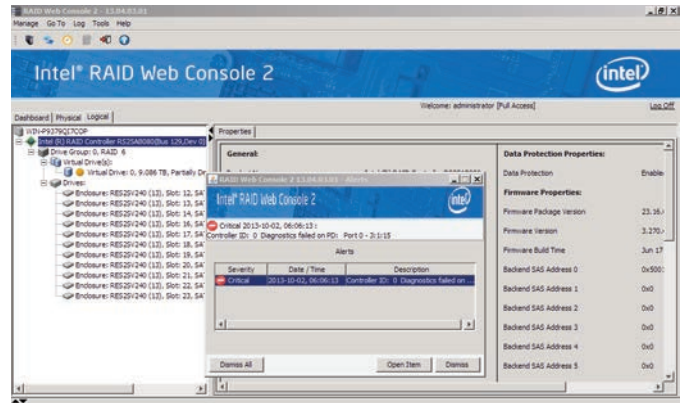 RAID Web Console 2 - 13.04.03.01
Manage Go To Log Tools Help
Intel® RAID Web Console 2
intel
Welcome: administrator [Full Access]
Log Off
Dashboard | Physical | Logical
WIN-P9379QI7COP
Intel (R) RAID Controller RS25AB080(Bus 129,Dev 0)
Drive Group: 0, RAID 6
Virtual Drive(s):
Virtual Drive: 0, 9.086 TB, Partially De
Drives:
Enclosure: RES2SV240 (13), Slot: 12, SA
Enclosure: RES2SV240 (13), Slot:
Enclosure: RES2SV240 (13), Slot: 14, SA
Enclosure: RES2SV240 (13), Slot: 16, SA
Enclosure: RES2SV240 (13), Slot: 17, SA
Enclosure: RES2SV240 (13), Slot: 18, SA
Enclosure: RES2SV240 (13), Slot: 19, SA
Enclosure: RES2SV240 (13), Slot: 20, SA
Enclosure: RES2SV240 (13), Slot: 21, SA
Enclosure: RES2SV240 (13), Slot: 22, SA
Enclosure: RES2SV240 (13), Slot: 23, SA
Properties
General:
RAID Web Console 2 13.04.03.01 - Alerts
Intel® RAID Web Console 2
intel
Critical 2013-10-02, 06:06:13 :
Controller ID: 0 Diagnostics failed on PD: Port 0 - 3:1:15
Alerts
Severity Date / Time Description
Critical 2013-10-02, 06:06:13 Controller ID: 0 Diagnostics failed on ...
Dismiss All
Open Item
Dismiss
Data Protection Properties:
Data Protection Enable
Firmware Properties:
Firmware Package Version 23.16.
Firmware Version 3.270.
Firmware Build Time Jun 17
Backend SAS Address 0 0x500
Backend SAS Address 1 0x0
Backend SAS Address 2 0x0
Backend SAS Address 3 0x0
Backend SAS Address 4 0x0
Backend SAS Address 5 0x0